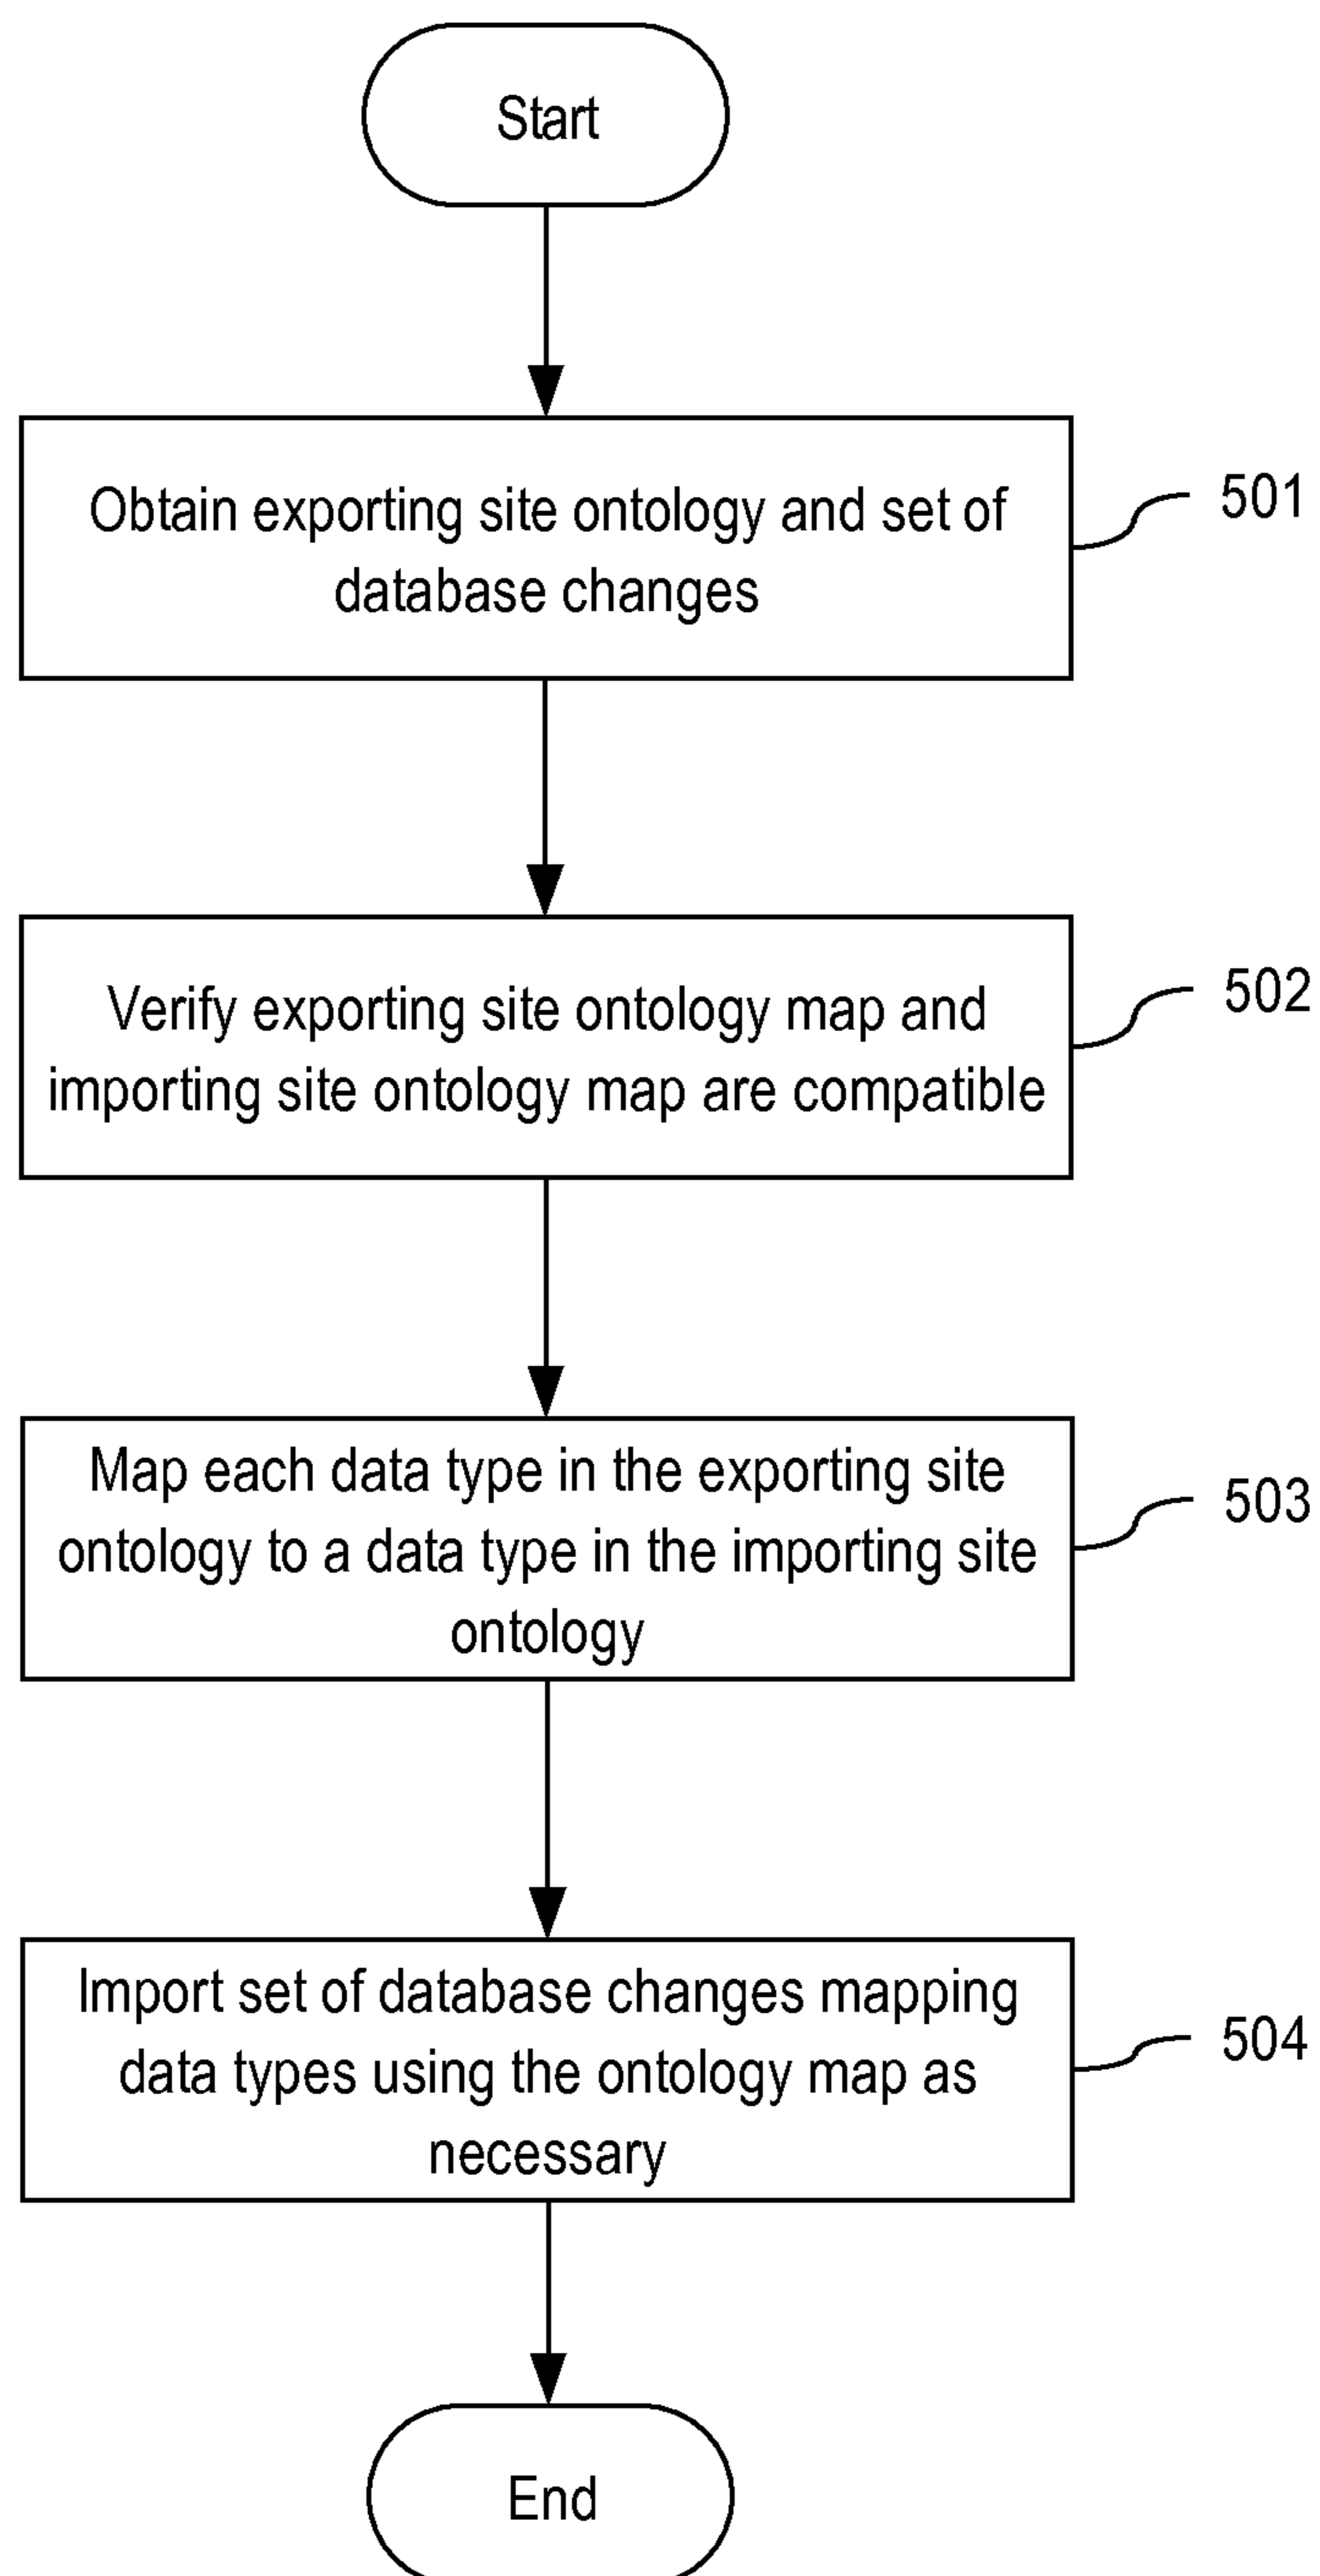 Start
Obtain exporting site ontology and set of
database changes
501
Verify exporting site ontology map and
importing site ontology map are compatible
502
Map each data type in the exporting site
ontology to a data type in the importing site
ontology
503
Import set of database changes mapping
data types using the ontology map as
necessary
504
End